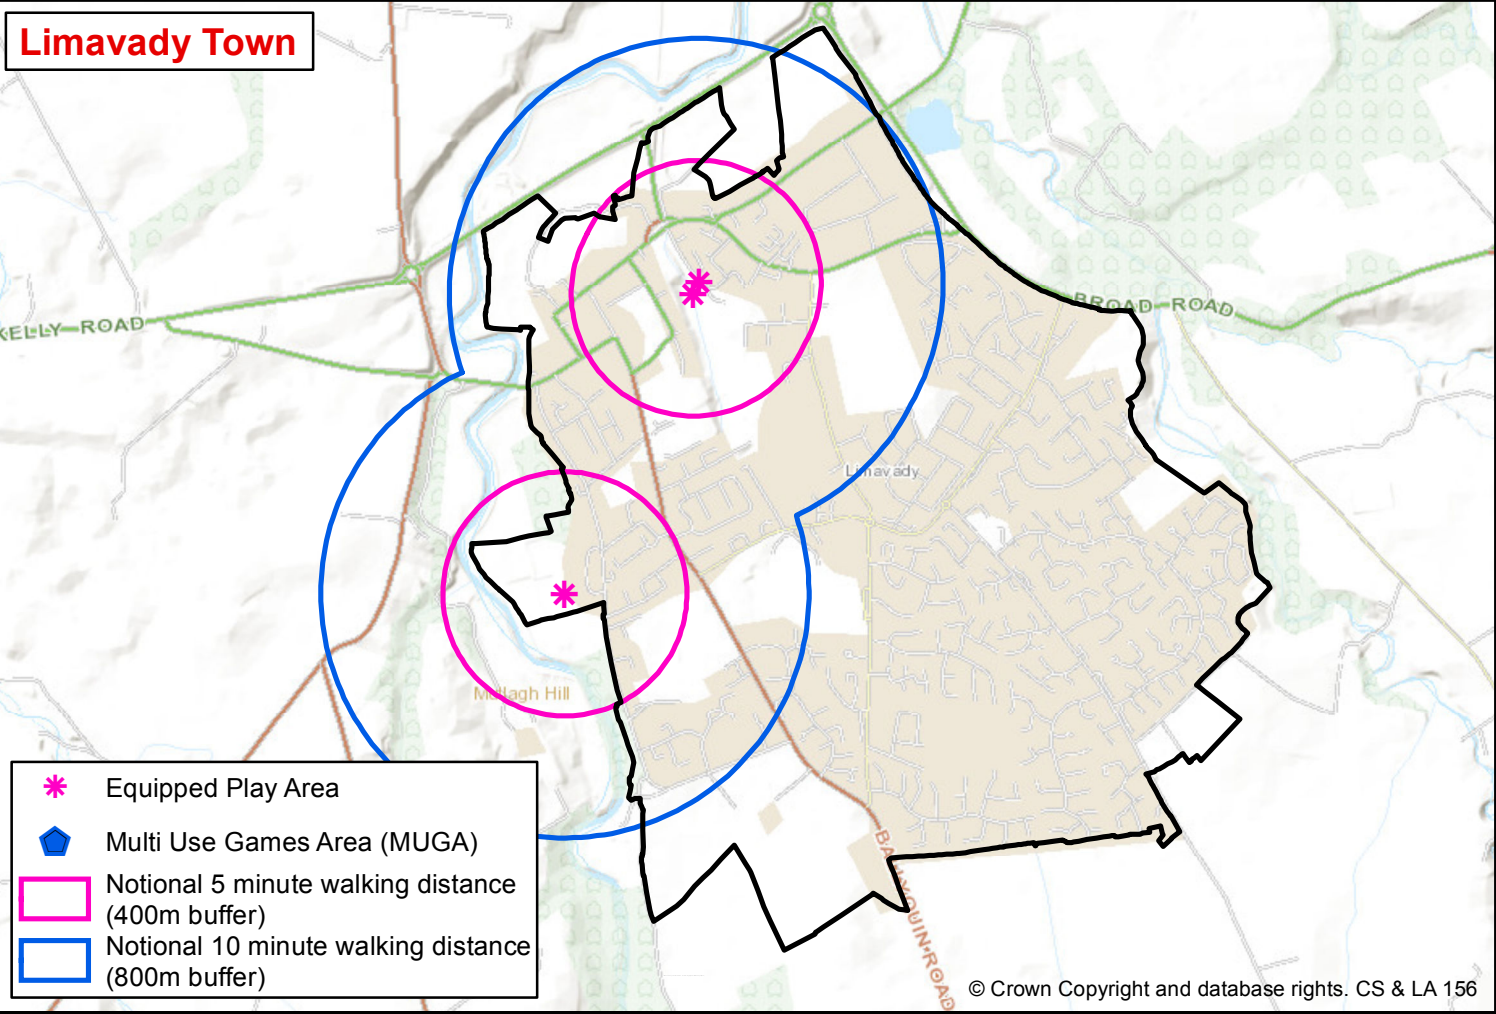 Limavady Town
KELLY ROAD
BROAD ROAD
Limavady
Mullagh Hill
BALLYQUIN ROAD
Equipped Play Area
Multi Use Games Area (MUGA)
Notional 5 minute walking distance
(400m buffer)
Notional 10 minute walking distance
(800m buffer)
© Crown Copyright and database rights. CS & LA 156